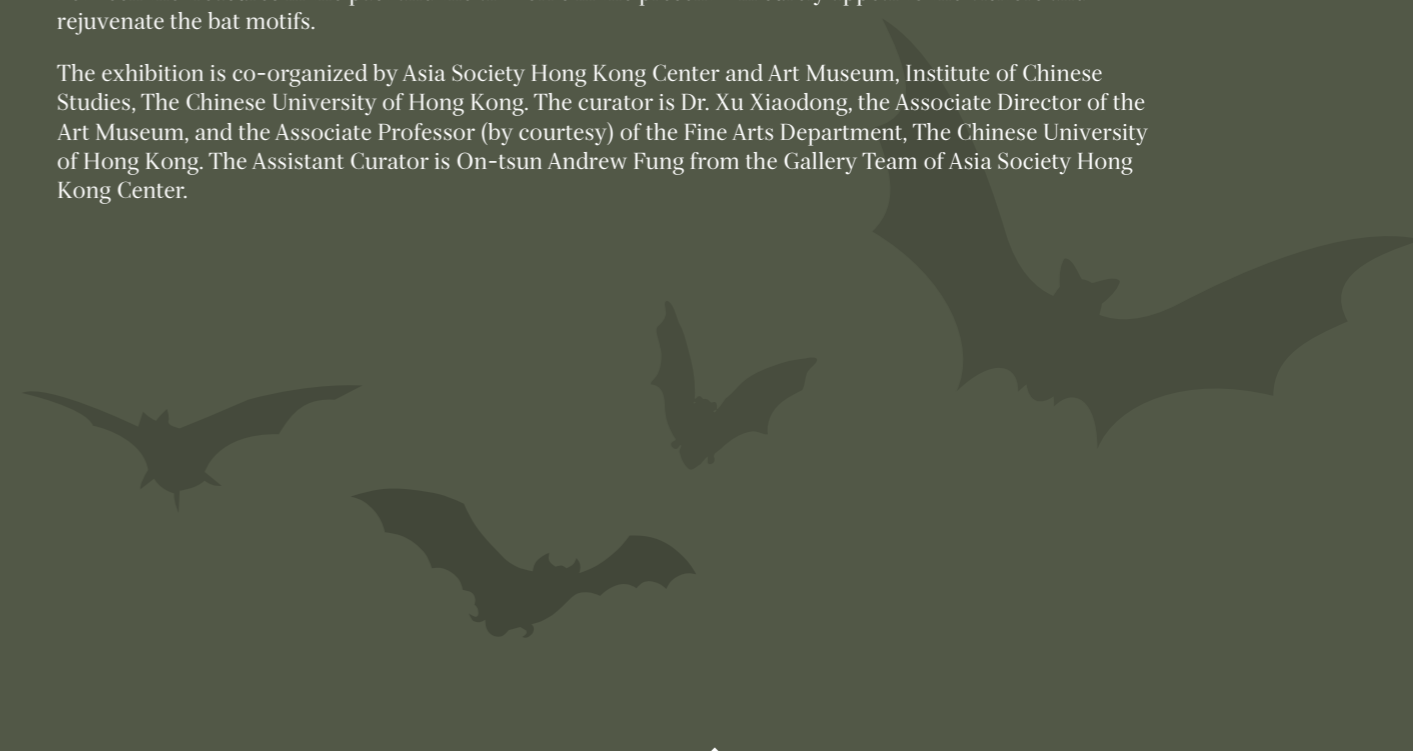 rejuvenate the bat motifs.
The exhibition is co-organized by Asia Society Hong Kong Center and Art Museum, Institute of Chinese
Studies, The Chinese University of Hong Kong. The curator is Dr. Xu Xiaodong, the Associate Director of the
Art Museum, and the Associate Professor (by courtesy) of the Fine Arts Department, The Chinese University
of Hong Kong. The Assistant Curator is On-tsun Andrew Fung from the Gallery Team of Asia Society Hong
Kong Center.